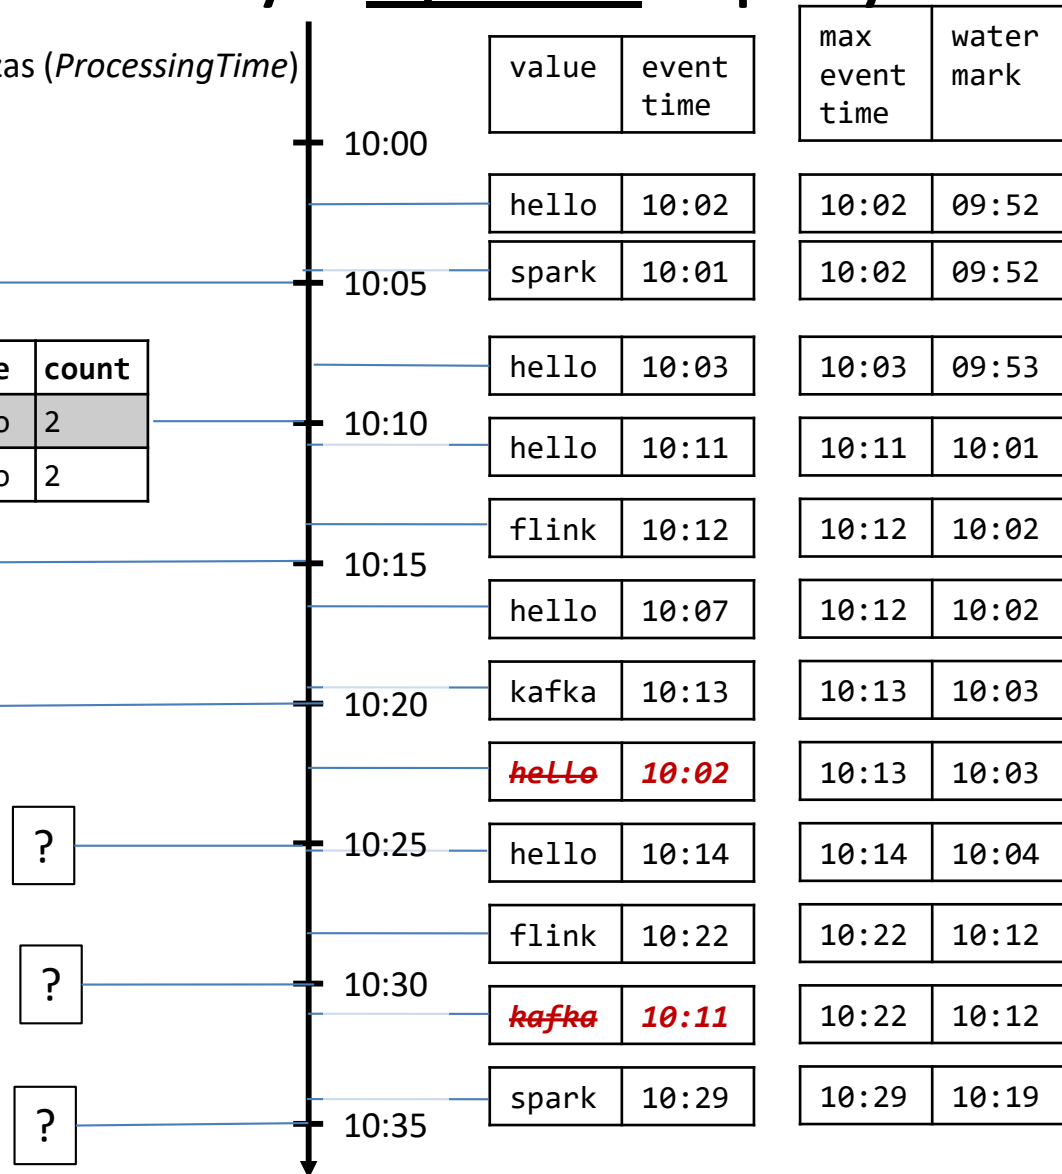 (ProcessingTime)
value event time
max event time water mark
10:00
hello 10:02 10:02 09:52
spark 10:01 10:02 09:52
10:05
count
hello 10:03 10:03 09:53
2
10:10
hello 10:11 10:11 10:01
2
flink 10:12 10:12 10:02
10:15
hello 10:07 10:12 10:02
kafka 10:13 10:13 10:03
10:20
hello 10:02 10:13 10:03
? 10:25
hello 10:14 10:14 10:04
flink 10:22 10:22 10:12
? 10:30
kafka 10:11 10:22 10:12
spark 10:29 10:29 10:19
? 10:35